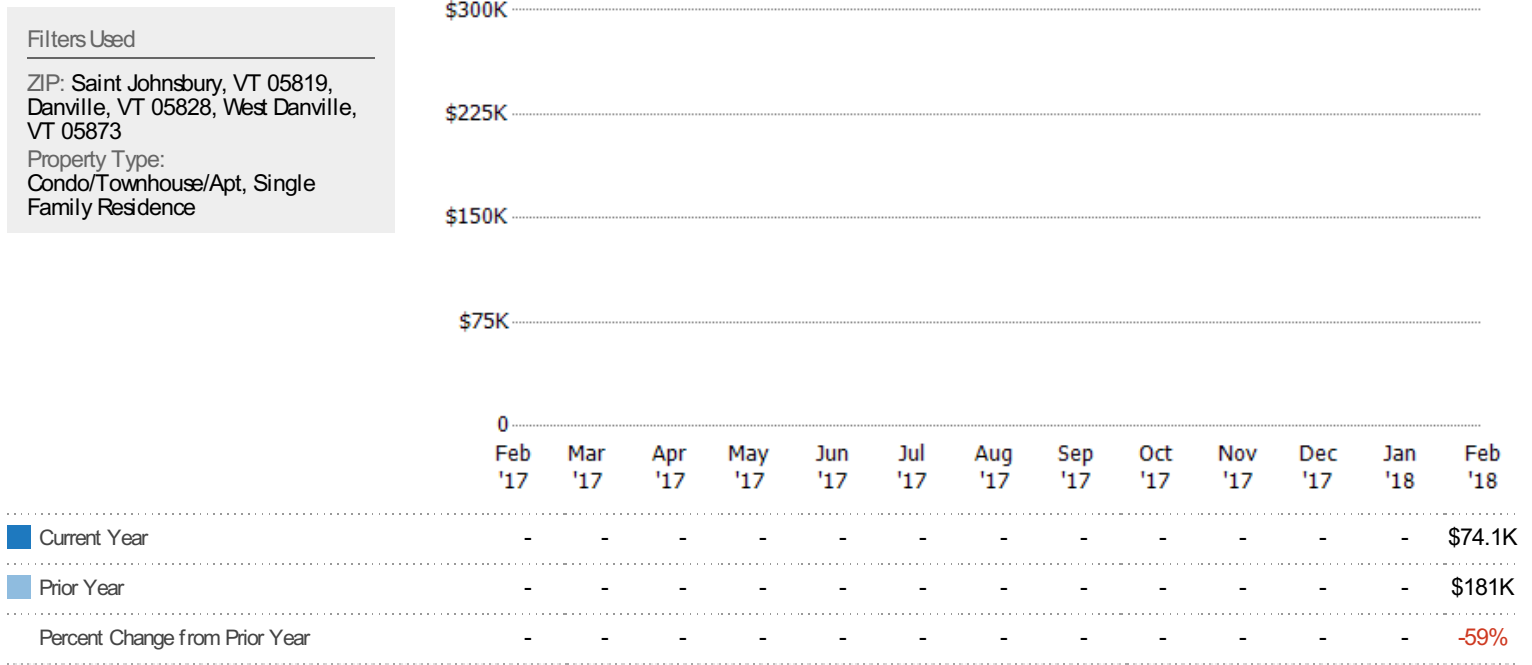 Filters Used
ZIP: Saint Johnsbury, VT 05819,
Danville, VT 05828, West Danville,
VT 05873
Property Type:
Condo/Townhouse/Apt, Single
Family Residence
$300K
$225K
$150K
$75K
0
Feb '17 Mar '17 Apr '17 May '17 Jun '17 Jul '17 Aug '17 Sep '17 Oct '17 Nov '17 Dec '17 Jan '18 Feb '18
Current Year - - - - - - - - - - - - $74.1K
Prior Year - - - - - - - - - - - - $181K
Percent Change from Prior Year - - - - - - - - - - - - -59%